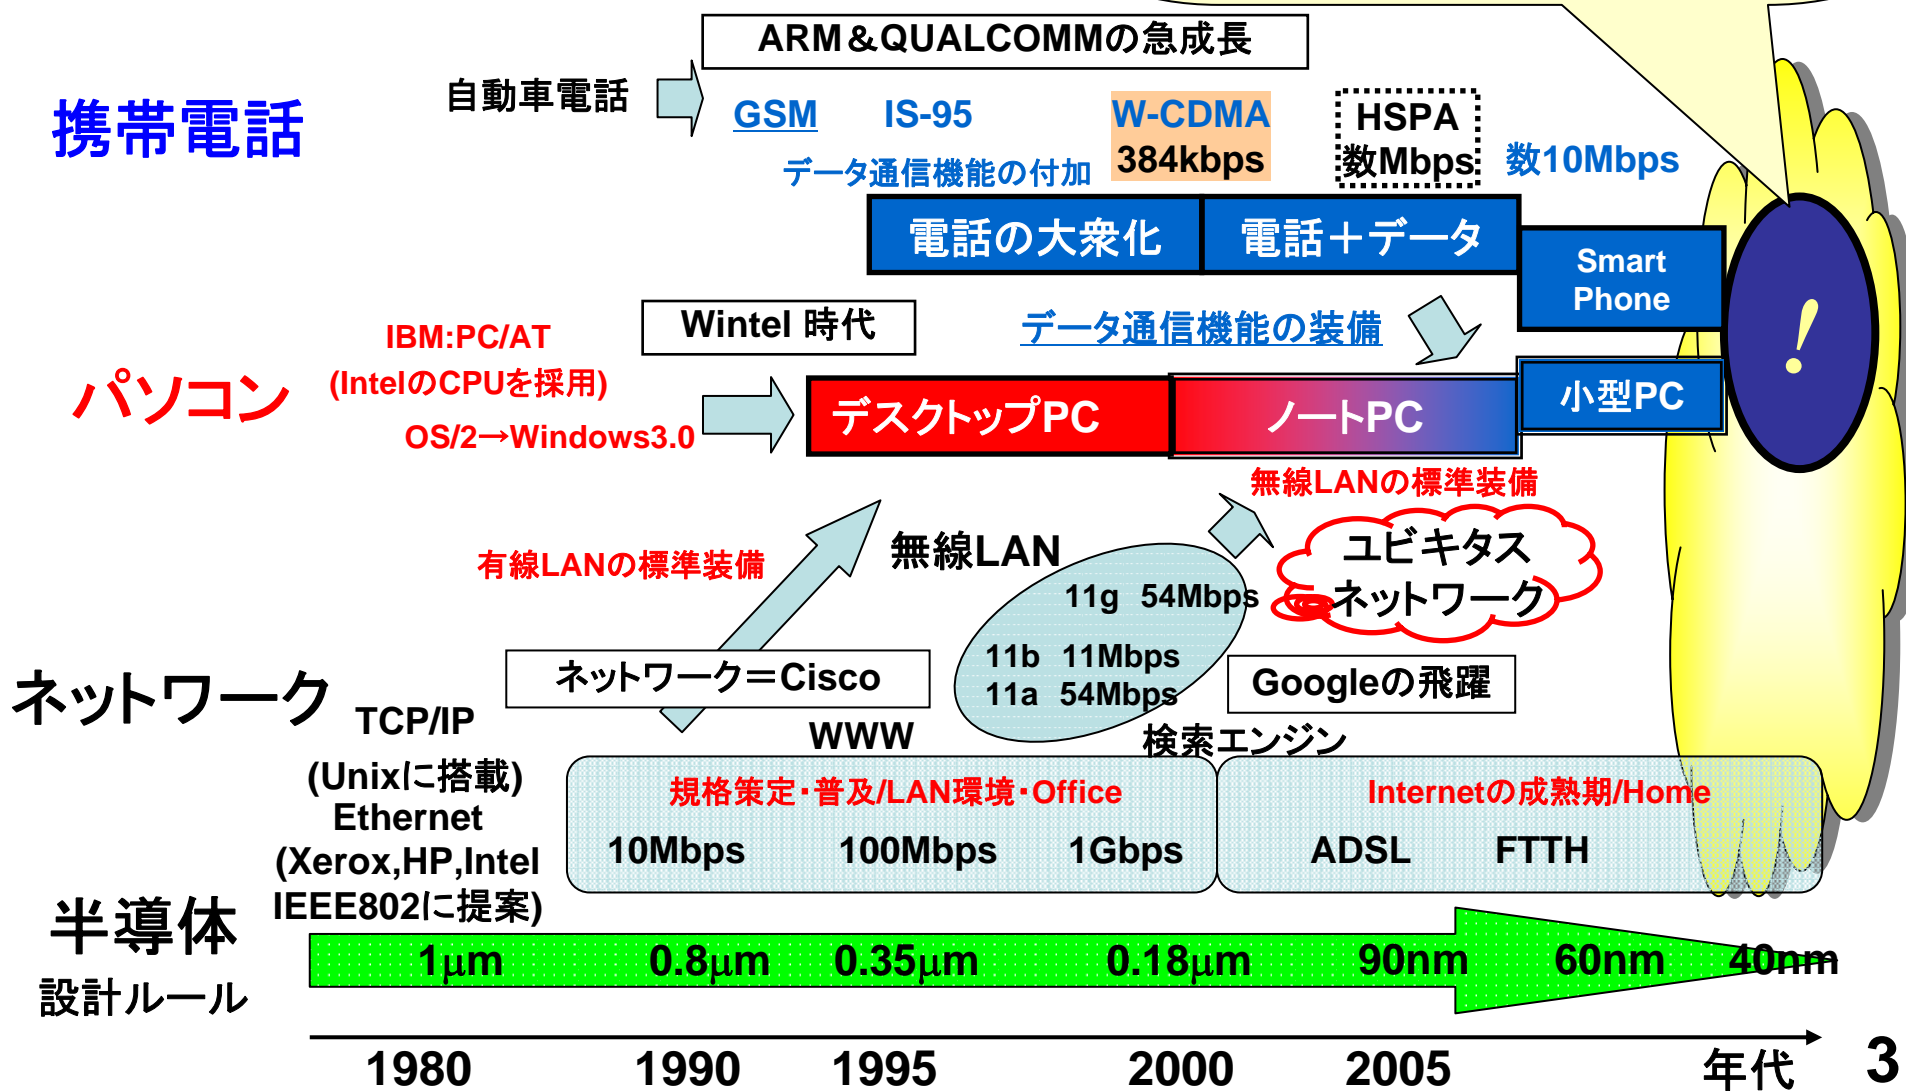 ARM＆QUALCOMMの急成長
自動車電話
携帯電話
GSM
IS-95
W-CDMA
384kbps
HSPA
数Mbps
数10Mbps
データ通信機能の付加
電話の大衆化
電話＋データ
Smart
Phone
!
Wintel 時代
データ通信機能の装備
IBM:PC/AT
(IntelのCPUを採用)
OS/2→Windows3.0
パソコン
デスクトップPC
ノートPC
小型PC
無線LANの標準装備
有線LANの標準装備
無線LAN
ユビキタス
ネットワーク
11g 54Mbps
11b 11Mbps
11a 54Mbps
ネットワーク＝Cisco
Googleの飛躍
ネットワーク
TCP/IP
(Unixに搭載)
Ethernet
(Xerox,HP,Intel
IEEE802に提案)
WWW
検索エンジン
規格策定・普及/LAN環境・Office
Internetの成熟期/Home
10Mbps
100Mbps
1Gbps
ADSL
FTTH
半導体
設計ルール
1μm
0.8μm
0.35μm
0.18μm
90nm
60nm
40nm
1980
1990
1995
2000
2005
年代
3